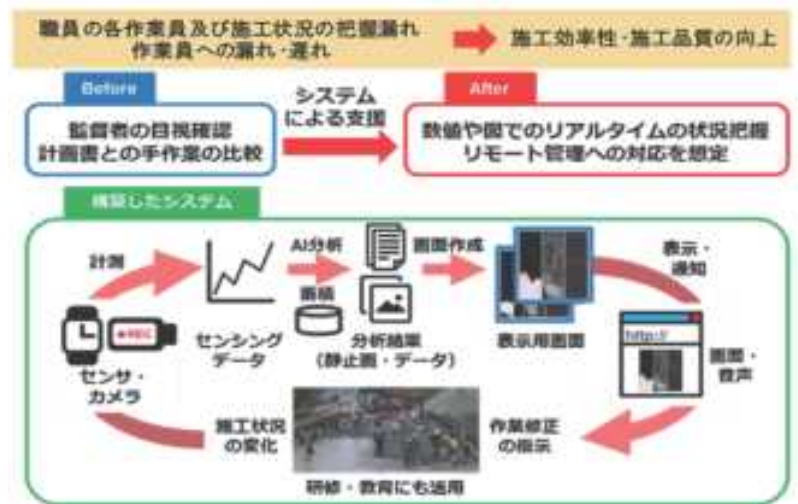 職員の各作業員及び施工状況の把握漏れ
作業員への漏れ・遅れ
施工効率性・施工品質の向上
Before
監督者の目視確認
計画書との手作業の比較
システム
による支援
After
数値や図でのリアルタイムの状況把握
リモート管理への対応を想定
構築したシステム
計測
センサ・
カメラ
REC
センシング
データ
AI分析
蓄積
分析結果
(静止画・データ)
画面作成
表示用画面
表示・
通知
http://
画面・
音声
作業修正
の指示
研修・教育にも活用
施工状況
の変化